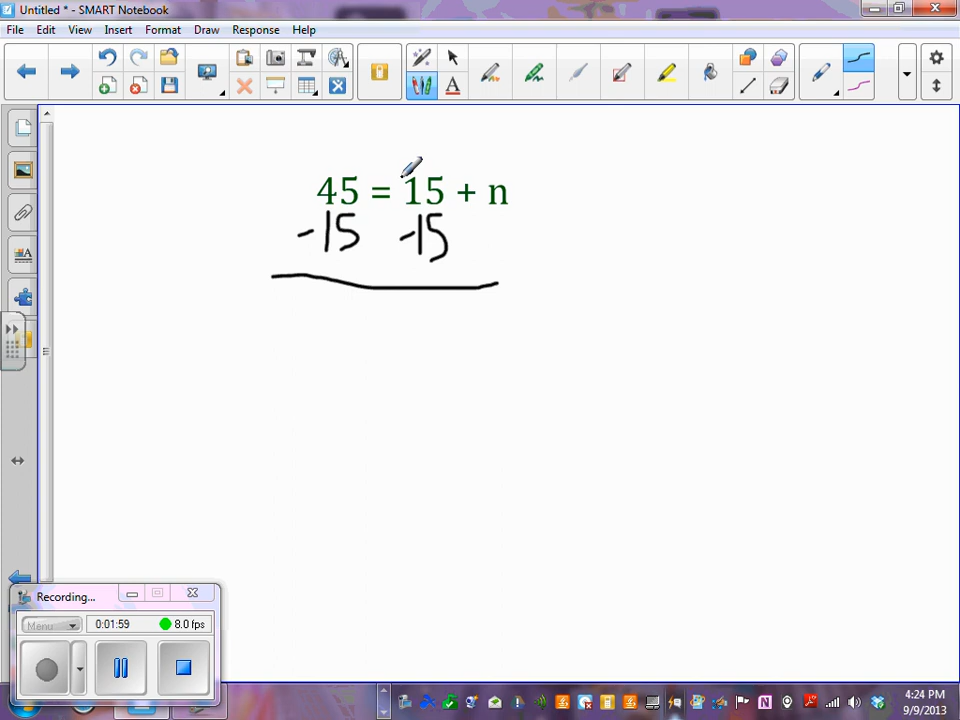 Untitled * - SMART Notebook
File Edit View Insert Format Draw Response Help
45 = 15 + n
-15 -15
Recording...
Menu 0:01:59 8.0 fps
4:24 PM
9/9/2013